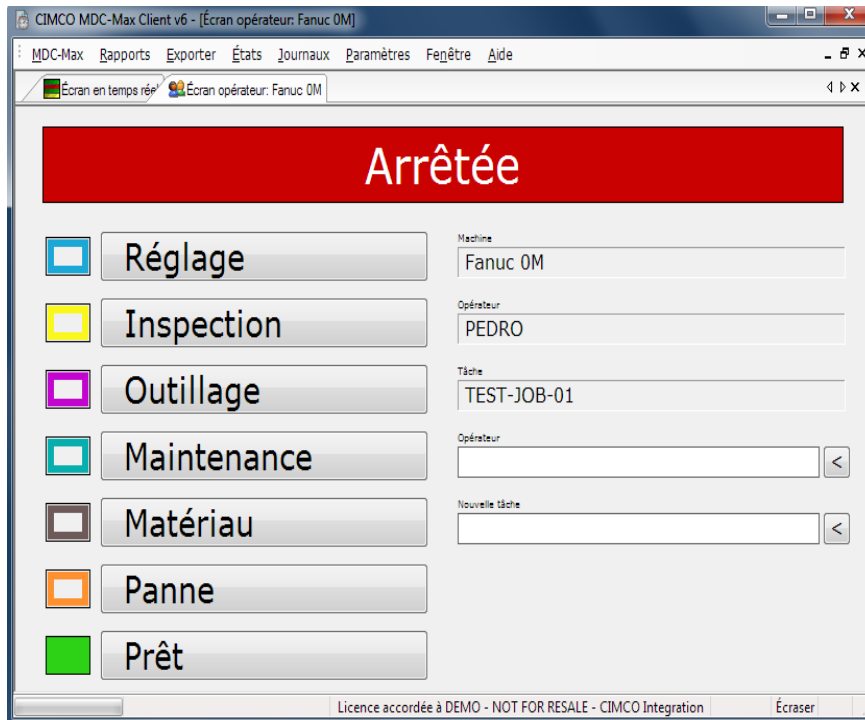 CIMCO MDC-Max Client v6 - [Écran opérateur: Fanuc 0M]
MDC-Max Rapports Exporter États Journaux Paramètres Fenêtre Aide
Écran en temps rée Écran opérateur: Fanuc 0M
Arrêtée
Réglage
Inspection
Outillage
Maintenance
Matériau
Panne
Prêt
Machine
Fanuc 0M
Opérateur
PEDRO
Tâche
TEST-JOB-01
Opérateur
<
Nouvelle tâche
<
Licence accordée à DEMO - NOT FOR RESALE - CIMCO Integration Écraser